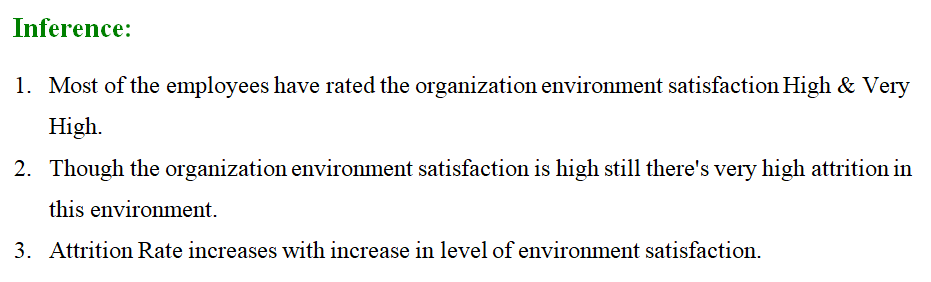 Inference:
1. Most of the employees have rated the organization environment satisfaction High & Very
High.
2. Though the organization environment satisfaction is high still there's very high attrition in
this environment.
3. Attrition Rate increases with increase in level of environment satisfaction.